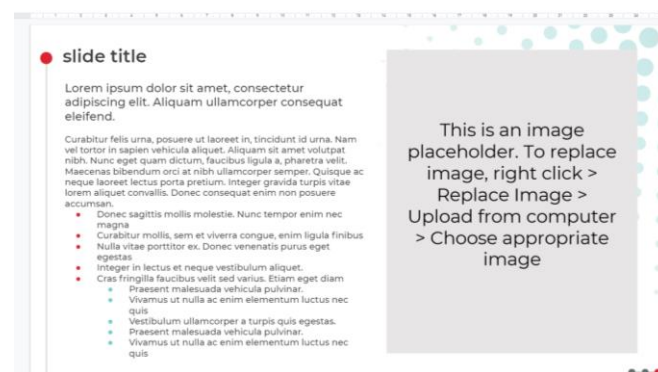 slide title
Lorem ipsum dolor sit amet, consectetur
adipiscing elit. Aliquam ullamcorper consequat
eleifend.
Curabitur felis urna, posuere ut laoreet in, tincidunt id urna. Nam
vel tortor in sapien vehicula aliquet. Aliquam sit amet volutpat
nibh. Nunc eget quam dictum, faucibus ligula a, pharetra velit.
Maecenas bibendum orci at nibh ullamcorper semper. Quisque ac
neque laoreet lectus porta pretium. Integer gravida turpis vitae
lorem aliquet convallis. Donec consequat enim non posuere
accumsan.
Donec sagittis mollis molestie. Nunc tempor enim nec
magna
Curabitur mollis, sem et viverra congue, enim ligula finibus
Nulla vitae porttitor ex. Donec venenatis purus eget
egestas
Integer in lectus et neque vestibulum aliquet.
Cras fringilla faucibus velit sed varius. Etiam eget diam
Praesent malesuada vehicula pulvinar.
Vivamus ut nulla ac enim elementum luctus nec
quis
Vestibulum ullamcorper a turpis quis egestas.
Praesent malesuada vehicula pulvinar.
Vivamus ut nulla ac enim elementum luctus nec
quis
This is an image
placeholder. To replace
image, right click >
Replace Image >
Upload from computer
> Choose appropriate
image